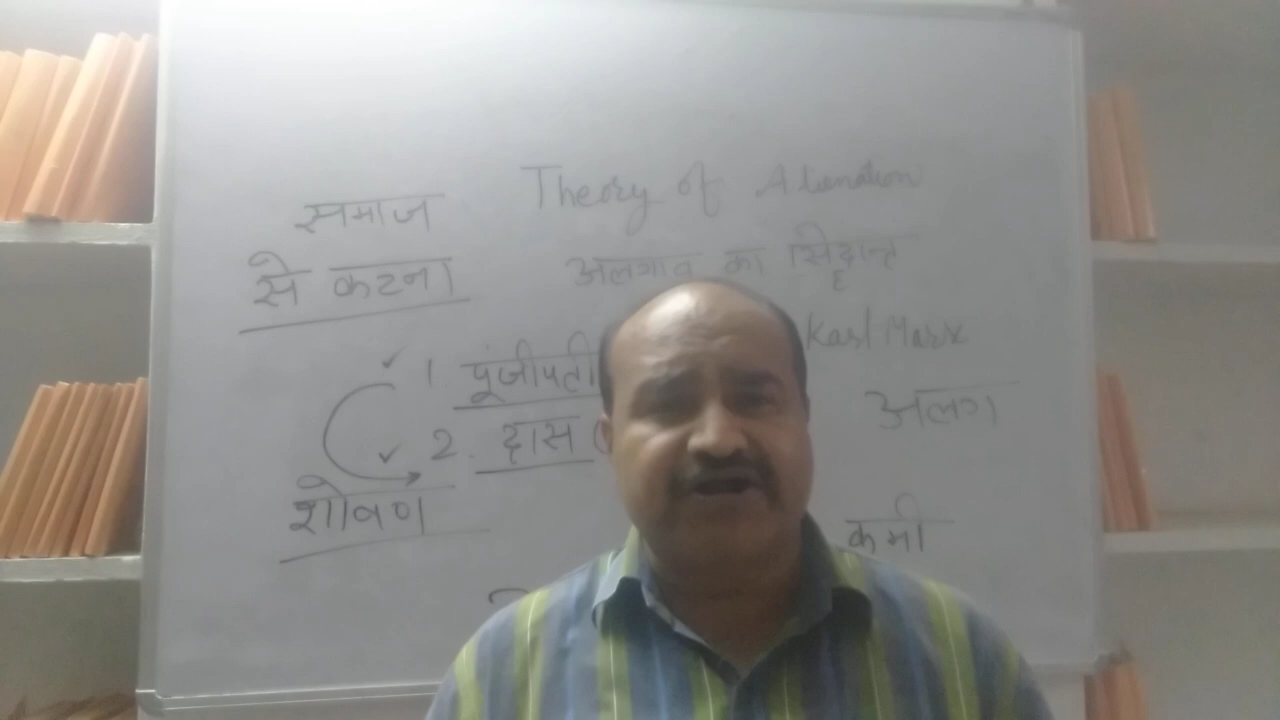 Theory of Alienation
अलगाव का सिद्दान्त
Karl Marx
समाज
से कटना
1 पूंजीपती
2. दास (
शोषण
अलग
कमी